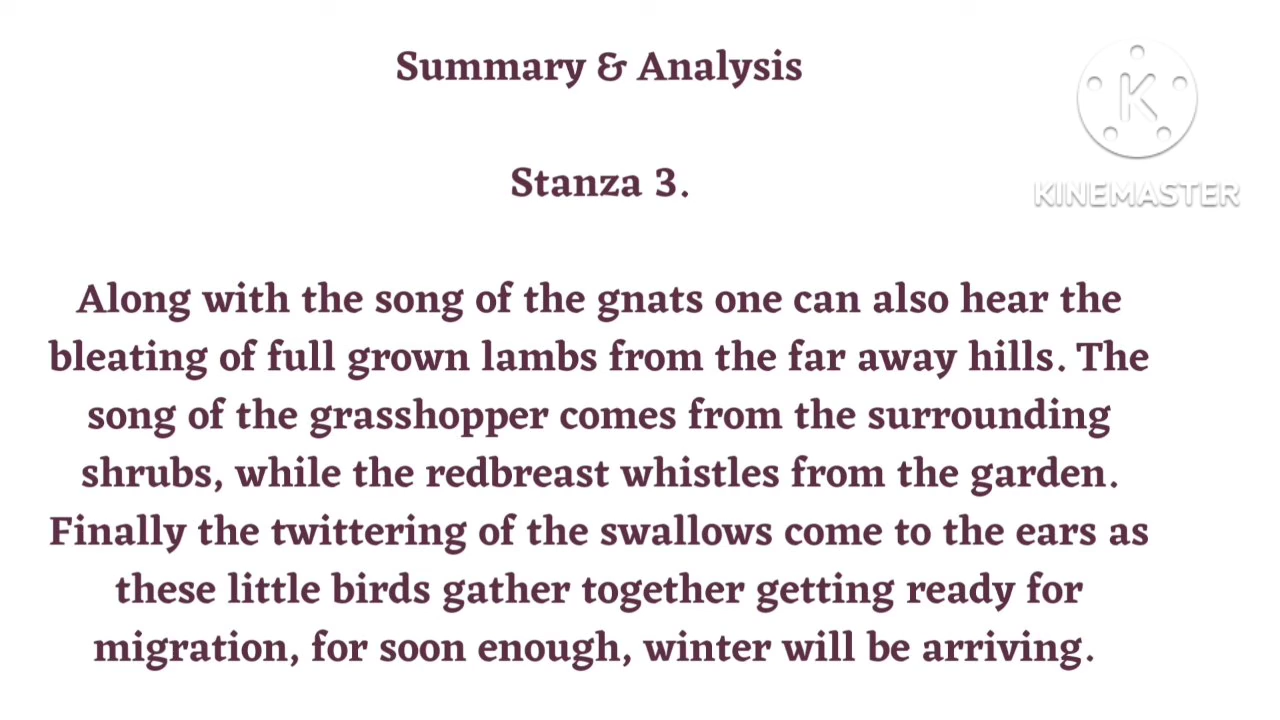 Summary & Analysis
K
KINEMASTER
Stanza 3.
Along with the song of the gnats one can also hear the
bleating of full grown lambs from the far away hills. The
song of the grasshopper comes from the surrounding
shrubs, while the redbreast whistles from the garden.
Finally the twittering of the swallows come to the ears as
these little birds gather together getting ready for
migration, for soon enough, winter will be arriving.